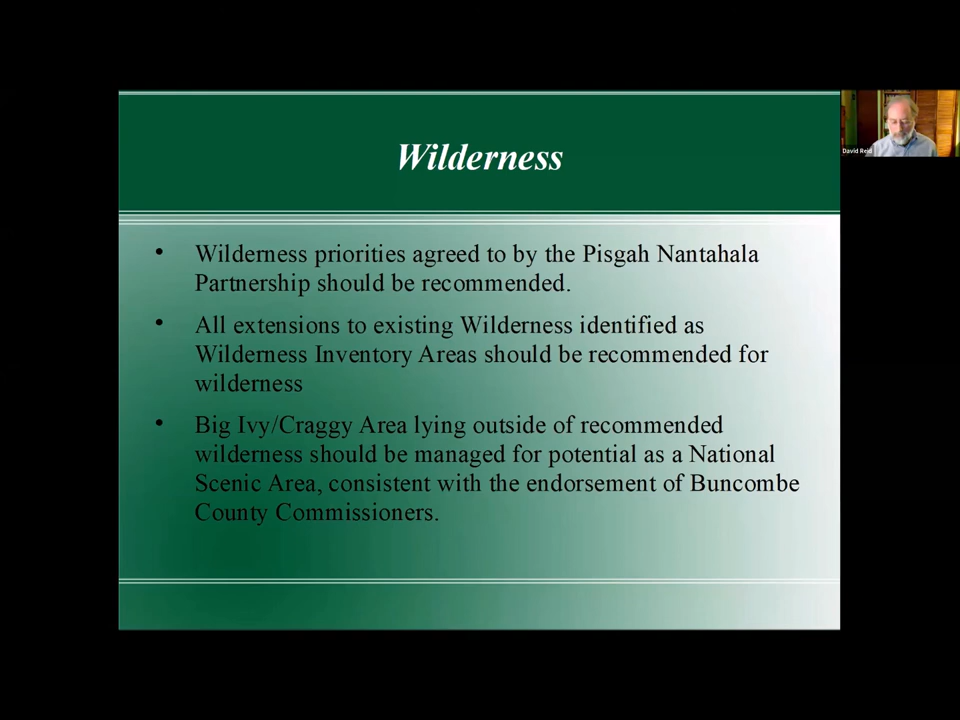 Wilderness
David Reid
• Wilderness priorities agreed to by the Pisgah Nantahala
Partnership should be recommended.
• All extensions to existing Wilderness identified as
Wilderness Inventory Areas should be recommended for
wilderness
• Big Ivy/Craggy Area lying outside of recommended
wilderness should be managed for potential as a National
Scenic Area, consistent with the endorsement of Buncombe
County Commissioners.